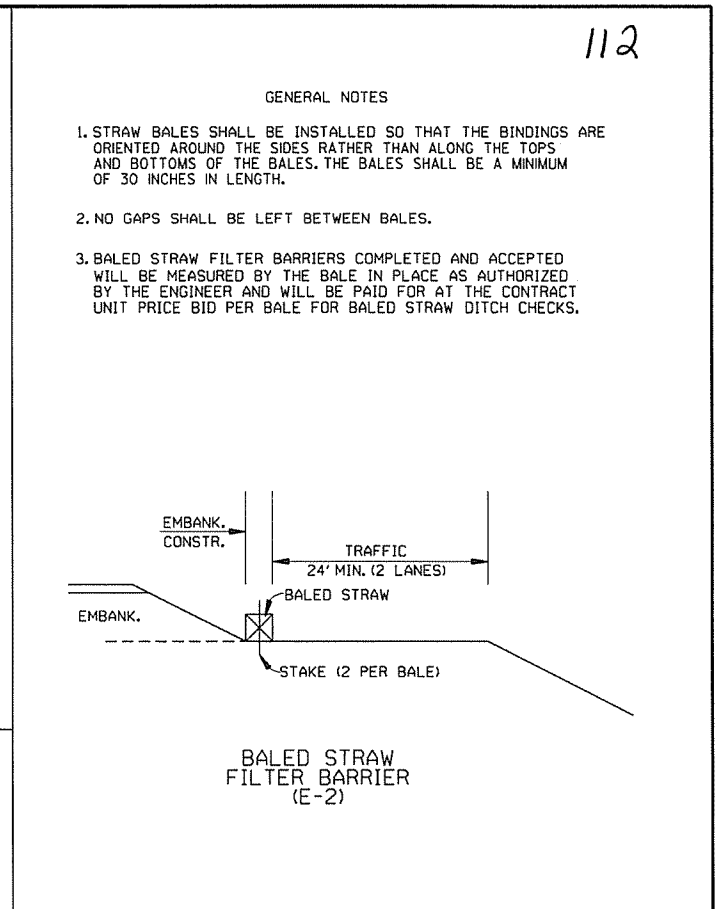 112
GENERAL NOTES
1. STRAW BALES SHALL BE INSTALLED SO THAT THE BINDINGS ARE
ORIENTED AROUND THE SIDES RATHER THAN ALONG THE TOPS
AND BOTTOMS OF THE BALES. THE BALES SHALL BE A MINIMUM
OF 30 INCHES IN LENGTH.
2. NO GAPS SHALL BE LEFT BETWEEN BALES.
3. BALED STRAW FILTER BARRIERS COMPLETED AND ACCEPTED
WILL BE MEASURED BY THE BALE IN PLACE AS AUTHORIZED
BY THE ENGINEER AND WILL BE PAID FOR AT THE CONTRACT
UNIT PRICE BID PER BALE FOR BALED STRAW DITCH CHECKS.
EMBANK.
CONSTR.
TRAFFIC
24' MIN. (2 LANES)
BALED STRAW
EMBANK.
STAKE (2 PER BALE)
BALED STRAW
FILTER BARRIER
(E-2)